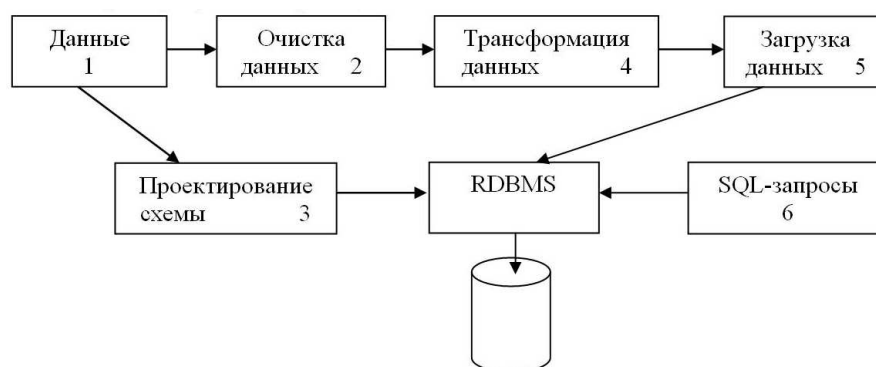 Данные
1
Очистка
данных 2
Трансформация
данных 4
Загрузка
данных 5
Проектирование
схемы 3
RDBMS
SQL-запросы
6